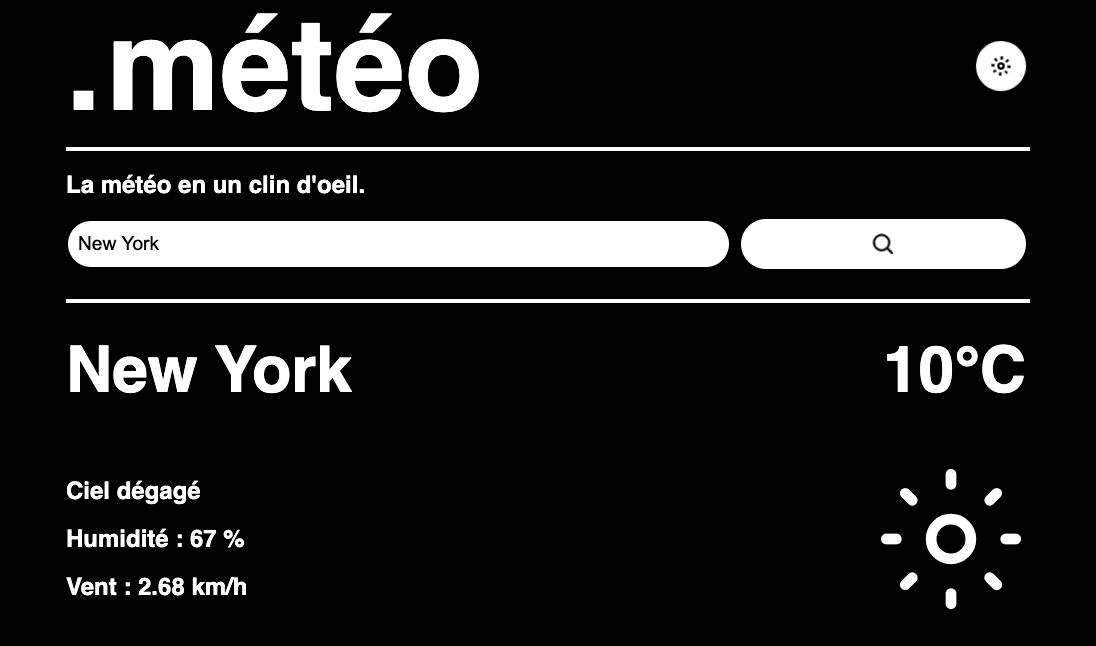 .météo
La météo en un clin d'oeil.
New York
New York
10°C
Ciel dégagé
Humidité : 67 %
Vent : 2.68 km/h